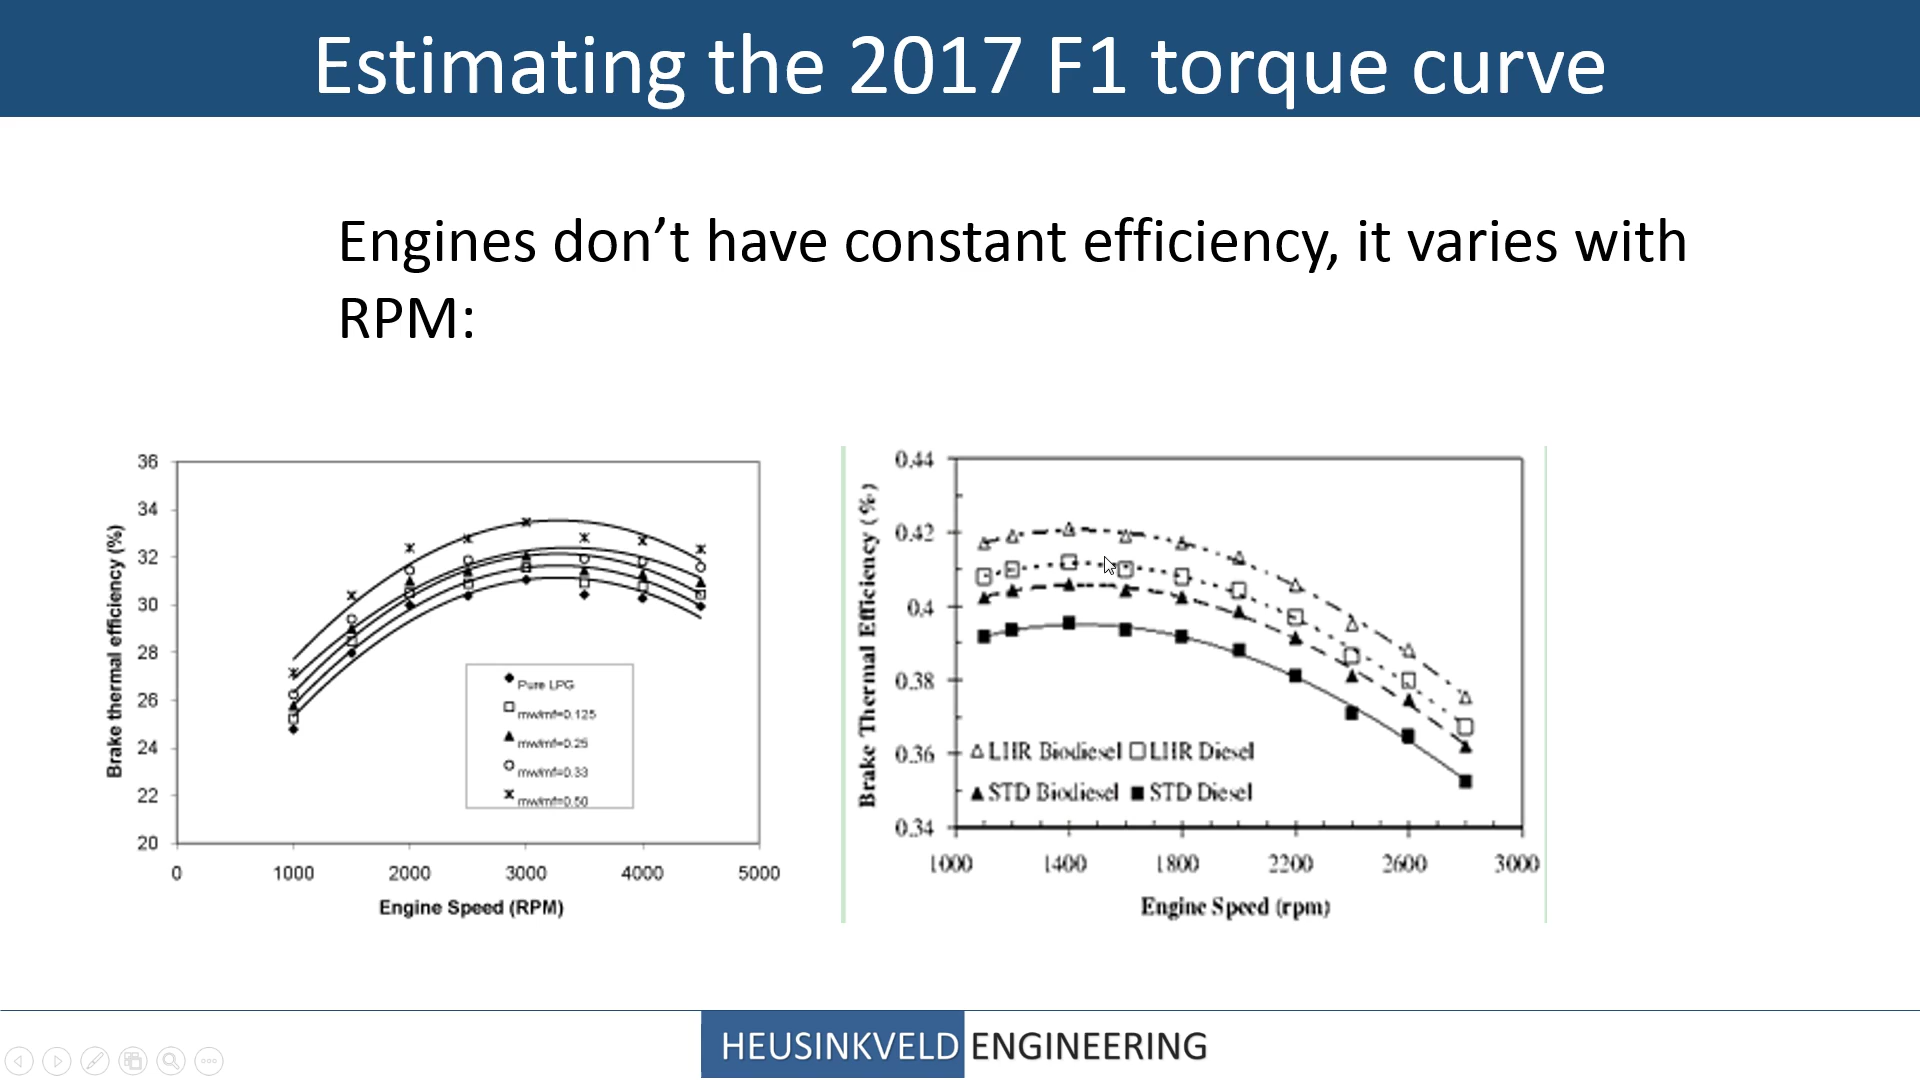 Estimating the 2017 F1 torque curve
Engines don’t have constant efficiency, it varies with
RPM:
Brake thermal efficiency (%)
36
34
32
30
28
26
24
22
20
Pure LPG
mw/mf=0.125
mw/mf=0.25
mw/mf=0.33
mw/mf=0.50
0 1000 2000 3000 4000 5000
Engine Speed (RPM)
Brake Thermal Efficiency (%)
0.44
0.42
0.4
0.38
0.36
0.34
LHR Biodiesel LHR Diesel
STD Biodiesel STD Diesel
1000 1400 1800 2200 2600 3000
Engine Speed (rpm)
HEUSINKVELD ENGINEERING